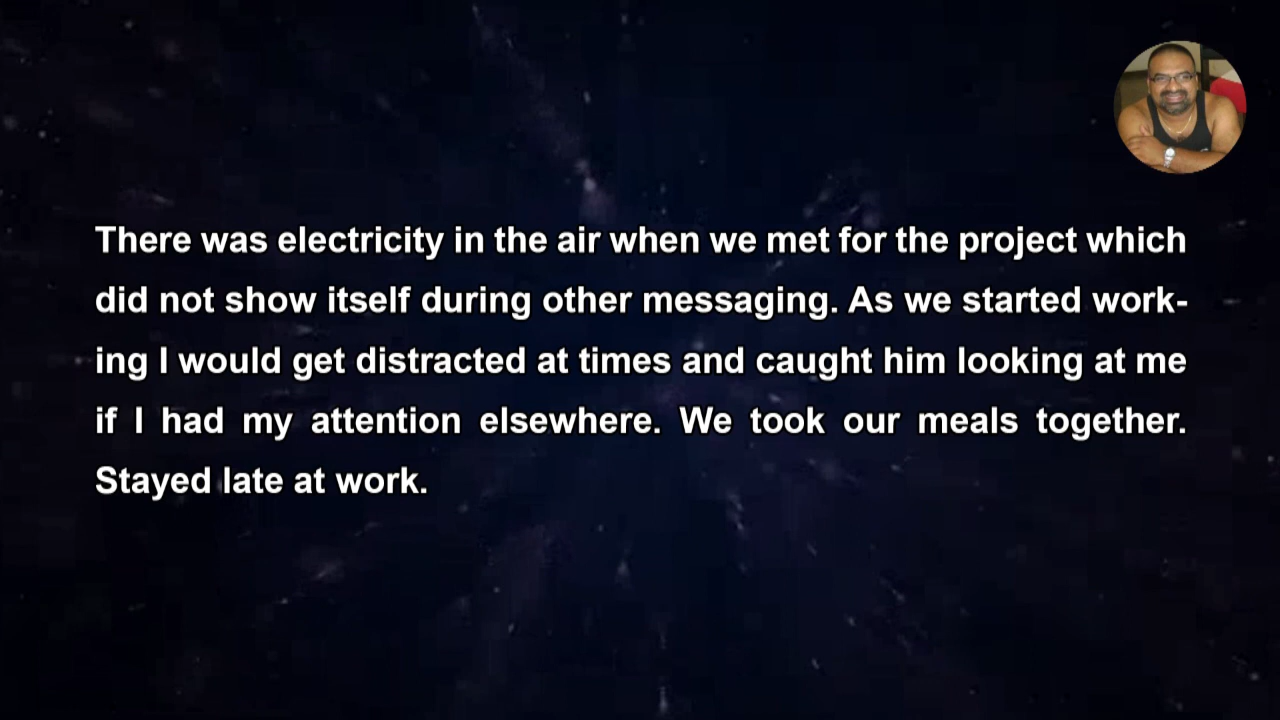 There was electricity in the air when we met for the project which
did not show itself during other messaging. As we started work-
ing I would get distracted at times and caught him looking at me
if I had my attention elsewhere. We took our meals together.
Stayed late at work.